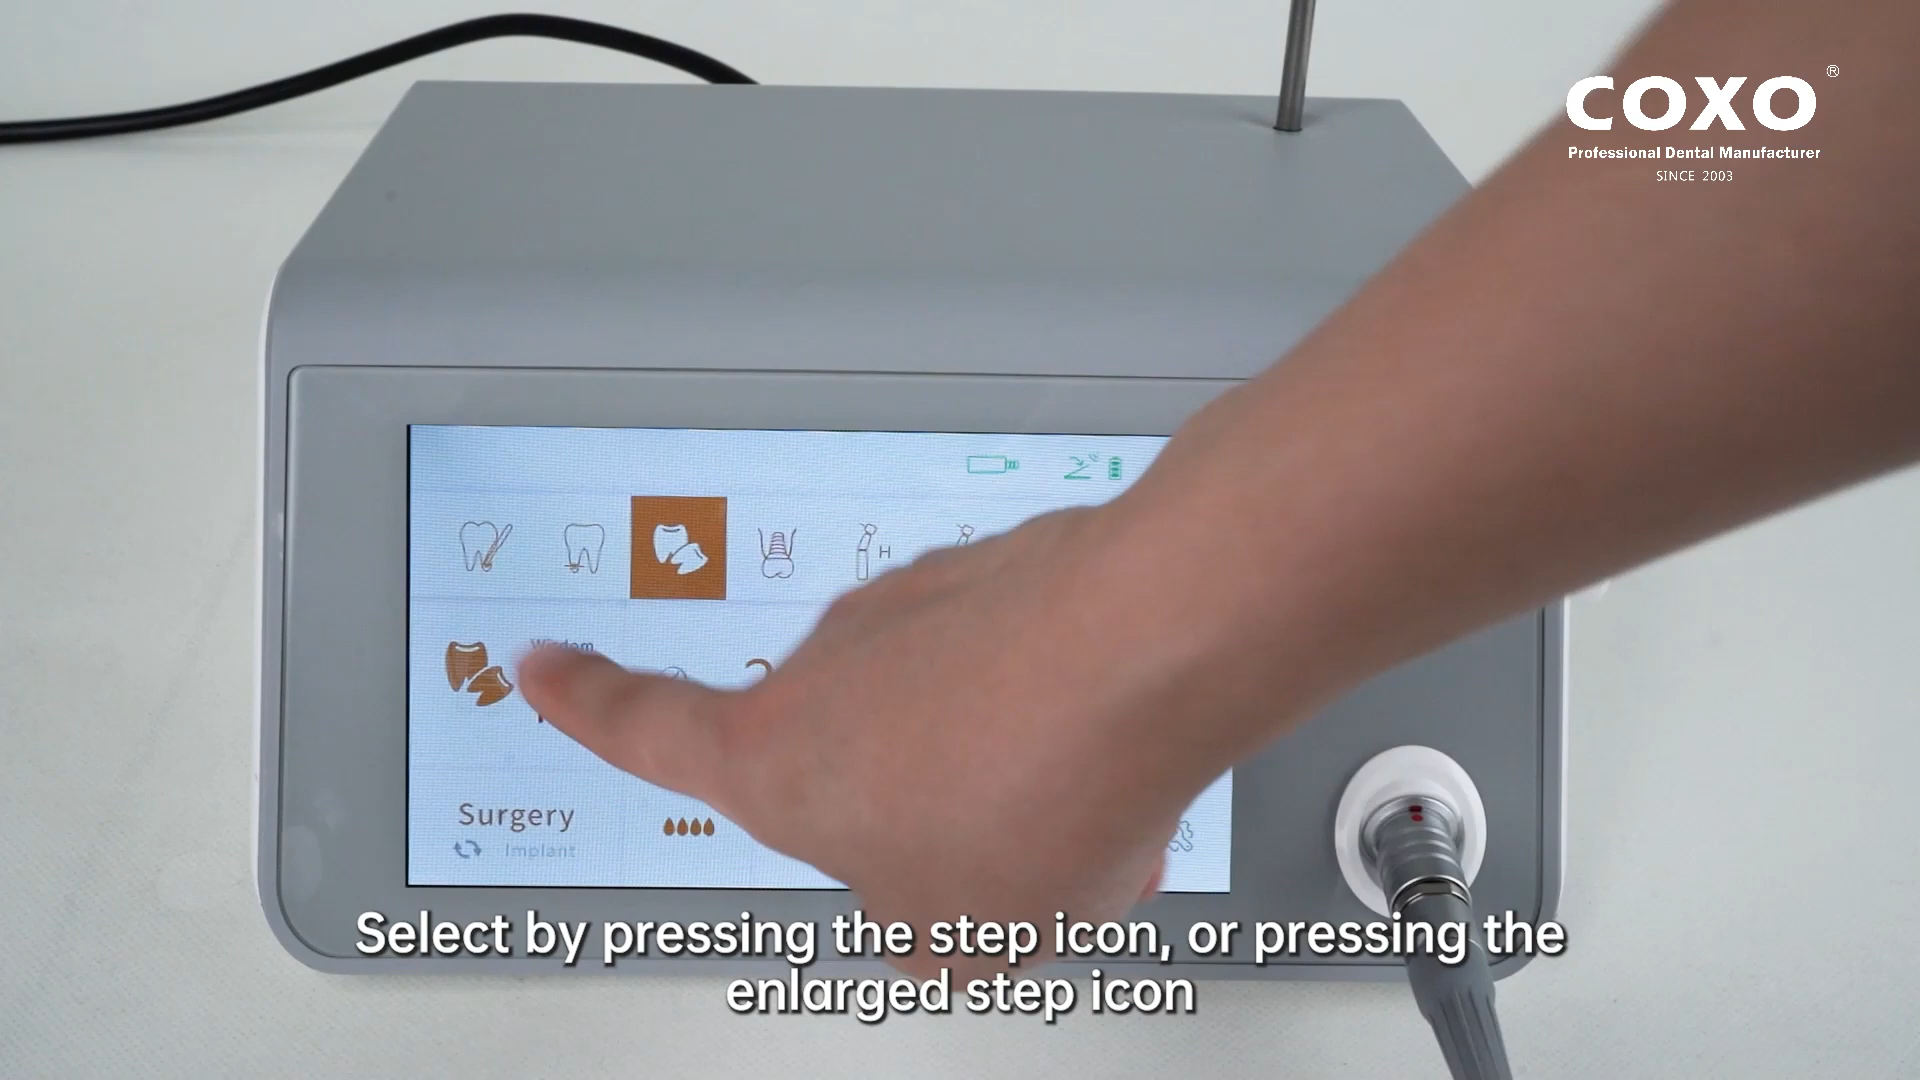 COXO®
Professional Dental Manufacturer
SINCE 2003
H
Wisdom
Surgery
Implant
Select by pressing the step icon, or pressing the
enlarged step icon